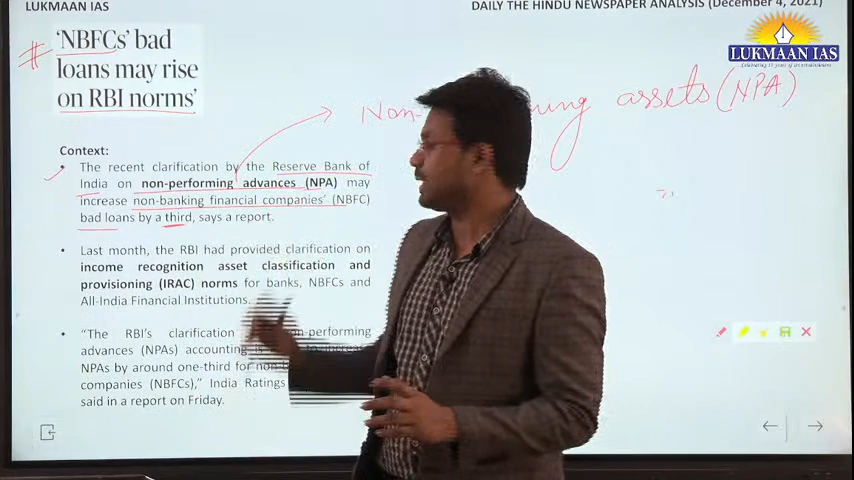 LUKMAAN IAS
DAILY THE HINDU NEWSPAPER ANALYSIS (December 4, 2021)
LUKMAAN IAS
# 'NBFCs' bad
loans may rise
on RBI norms'
Non- assets (NPA)
Context:
• The recent clarification by the Reserve Bank of
India on non-performing advances (NPA) may
increase non-banking financial companies' (NBFC)
bad loans by a third, says a report.
• Last month, the RBI had provided clarification on
income recognition asset classification and
provisioning (IRAC) norms for banks, NBFCs and
All-India Financial Institutions.
• "The RBI's clarification -performing
advances (NPAs) accounting
NPAs by around one-third for
companies (NBFCs)," India Ratings
said in a report on Friday.